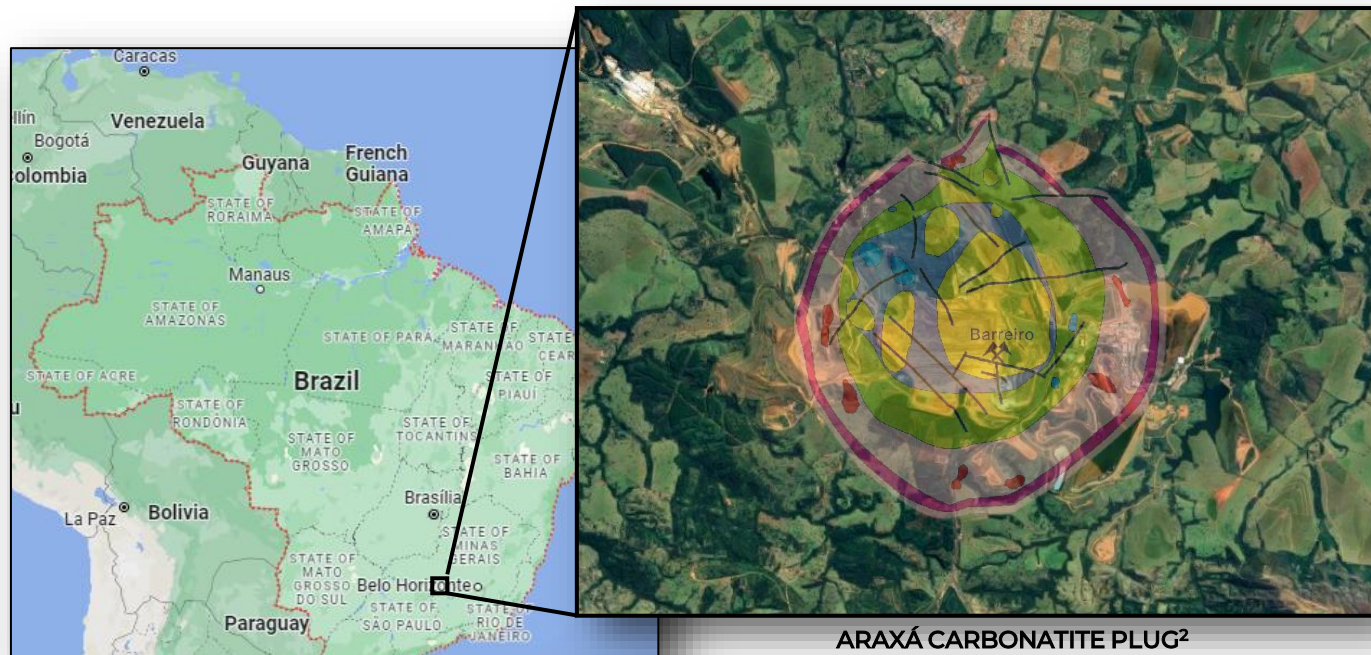 Caracas
llín
Venezuela
Bogotá
Colombia
Guyana
French
Guiana
STATE OF
RORAIMA
STATE OF
AMAPÁ
Manaus
STATE OF
AMAZONAS
STATE OF PARÁ
STATE OF
MARANHÃO
STATE
CEAR
STATE OF ACRE
Brazil
STATE OF
PIAUÍ
u
STATE OF
RONDÔNIA
STATE OF
TOCANTINS
STATE OF
MATO
GROSSO
STATE OF
BAHIA
Brasília
La Paz
Bolivia
STATE OF
MINAS
GERAIS
STATE OF
MATO
GROSSO
DO SUL
Belo Horizonte
STATE OF
SÃO PAULO
STATE OF
RIO DE
JANEIRO
Paraguay
Barreiro
ARAXÁ CARBONATITE PLUG²